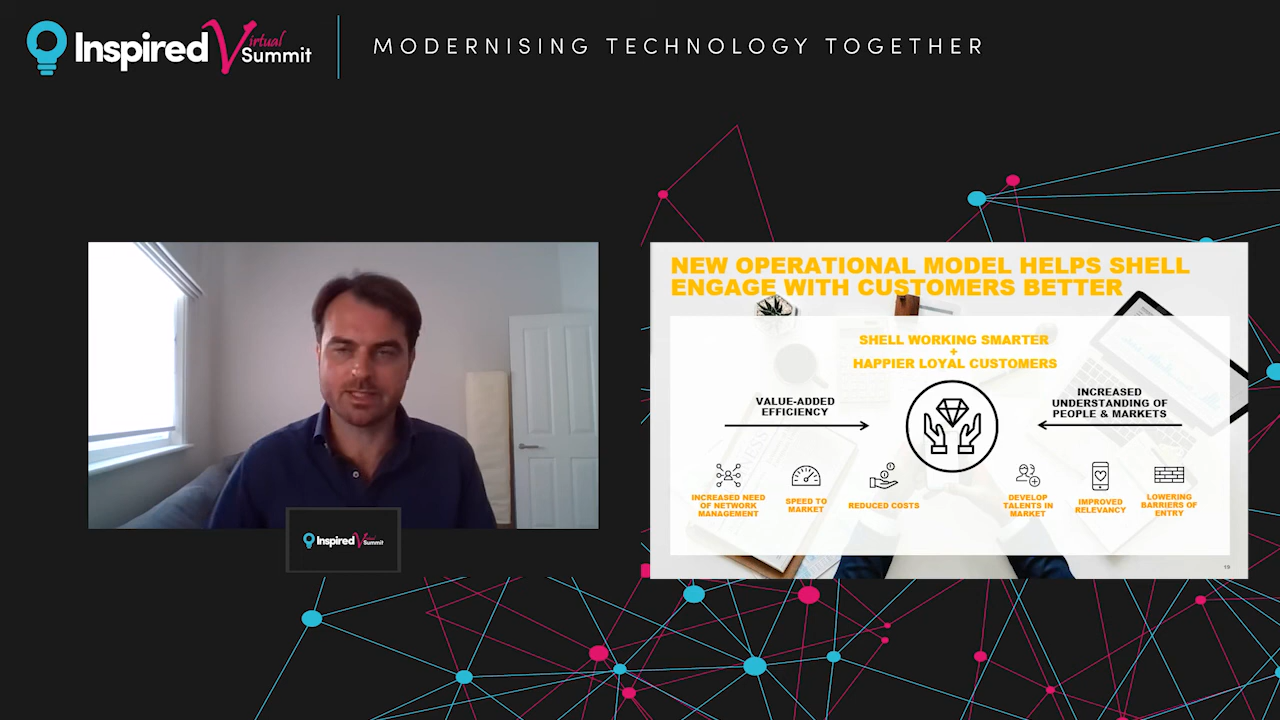 Inspired Virtual Summit
MODERNISING TECHNOLOGY TOGETHER
NEW OPERATIONAL MODEL HELPS SHELL
ENGAGE WITH CUSTOMERS BETTER
SHELL WORKING SMARTER
+
HAPPIER LOYAL CUSTOMERS
VALUE-ADDED
EFFICIENCY
INCREASED
UNDERSTANDING OF
PEOPLE & MARKETS
INCREASED NEED
OF NETWORK
MANAGEMENT
SPEED TO
MARKET
REDUCED COSTS
DEVELOP
TALENTS IN
MARKET
IMPROVED
RELEVANCY
LOWERING
BARRIERS OF
ENTRY
Inspired Virtual Summit
19